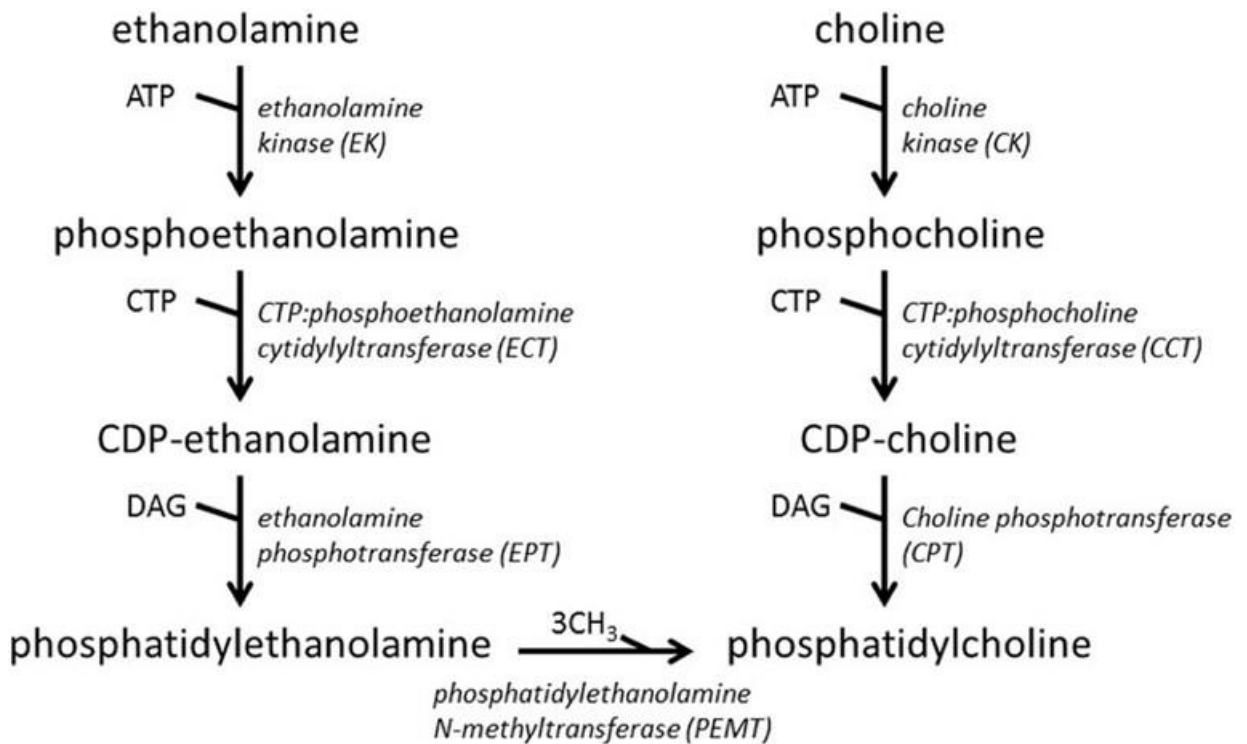 ethanolamine
choline
ATP
ethanolamine
kinase (EK)
ATP
choline
kinase (CK)
phosphoethanolamine
phosphocholine
CTP
CTP:phosphoethanolamine
cytidylyltransferase (ECT)
CTP
CTP:phosphocholine
cytidylyltransferase (CCT)
CDP-ethanolamine
CDP-choline
DAG
ethanolamine
phosphotransferase (EPT)
DAG
Choline phosphotransferase
(CPT)
phosphatidylethanolamine
3CH₃
phosphatidylcholine
phosphatidylethanolamine
N-methyltransferase (PEMT)